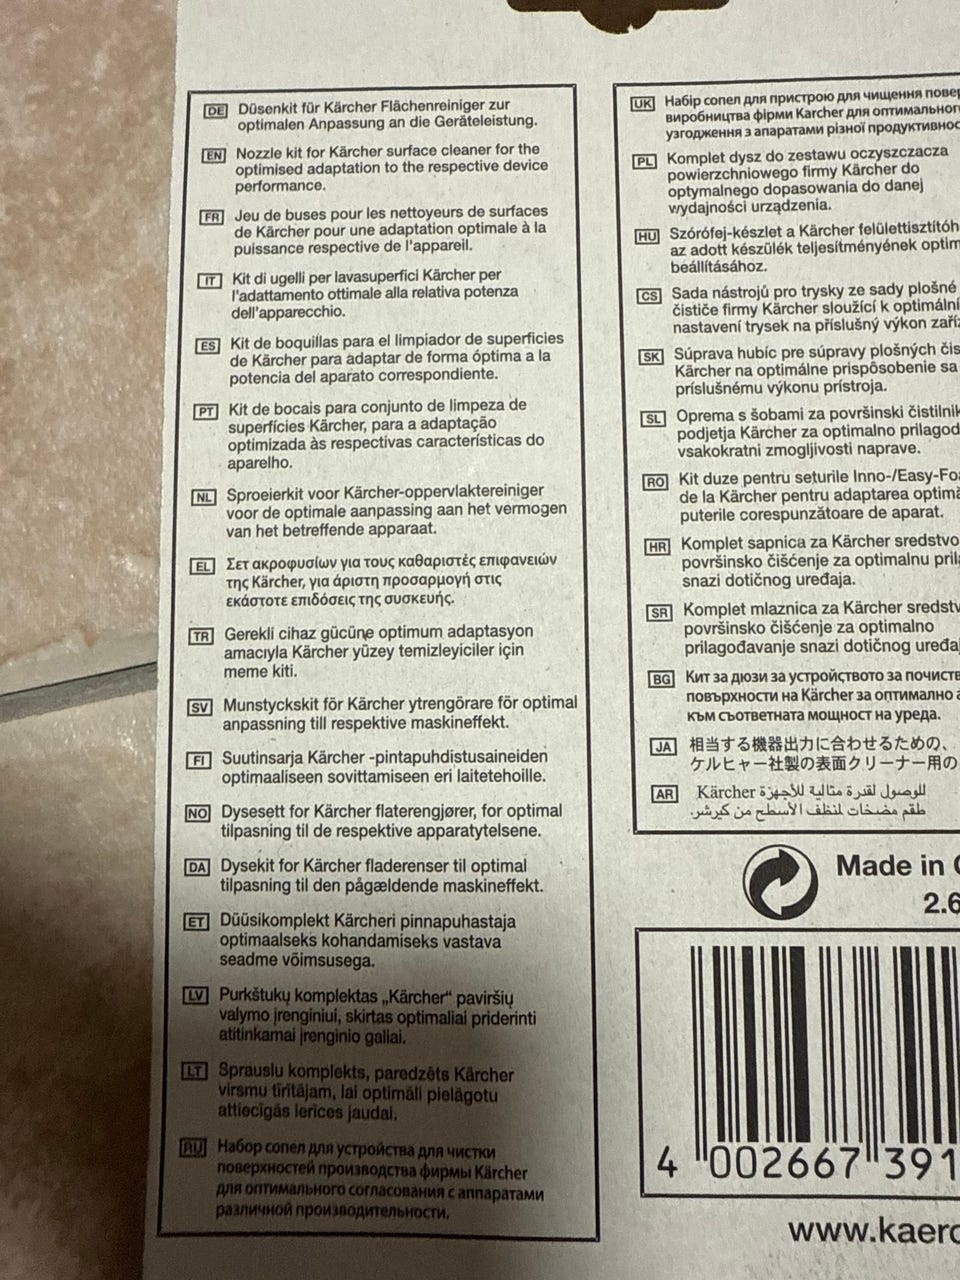 DE Düsenkit für Kärcher Flächenreiniger zur
optimalen Anpassung an die Geräteleistung.
EN Nozzle kit for Kärcher surface cleaner for the
optimised adaptation to the respective device
performance.
FR Jeu de buses pour les nettoyeurs de surfaces
de Kärcher pour une adaptation optimale à la
puissance respective de l'appareil.
IT Kit di ugelli per lavasuperfici Kärcher per
l'adattamento ottimale alla relativa potenza
dell'apparecchio.
ES Kit de boquillas para el limpiador de superficies
de Kärcher para adaptar de forma óptima a la
potencia del aparato correspondiente.
PT Kit de bocais para conjunto de limpeza de
superfícies Kärcher, para a adaptação
optimizada às respectivas características do
aparelho.
NL Sproeierkit voor Kärcher-oppervlaktereiniger
voor de optimale aanpassing aan het vermogen
van het betreffende apparaat.
EL Σετ ακροφυσίων για τους καθαριστές επιφανειών
της Kärcher, για άριστη προσαρμογή στις
εκάστοτε επιδόσεις της συσκευής.
TR Gerekli cihaz gücüne optimum adaptasyon
amacıyla Kärcher yüzey temizleyiciler için
meme kiti.
SV Munstyckskit för Kärcher ytrengörare för optimal
anpassning till respektive maskineffekt.
FI Suutinsarja Kärcher -pintapuhdistusaineiden
optimaaliseen sovittamiseen eri laitetehoille.
NO Dysesett for Kärcher flaterengjører, for optimal
tilpasning til de respektive apparatytelsene.
DA Dysekit for Kärcher fladerenser til optimal
tilpasning til den pågældende maskineffekt.
ET Düüsikomplekt Kärcheri pinnapuhastaja
optimaalseks kohandamiseks vastava
seadme võimsusega.
LV Purkštukų komplektas „Kärcher“ paviršių
valymo įrenginiui, skirtas optimaliai priderinti
atitinkamai įrenginio galiai.
LT Sprauslu komplekts, paredzēts Kärcher
virsmu tīrītājam, lai optimāli pielāgotu
attiecīgās ierīces jaudai.
RU Набор сопел для устройства для чистки
поверхностей производства фирмы Kärcher
для оптимального согласования с аппаратами
различной производительности.
UK Набір сопел для пристрою для чищення повер
виробництва фірми Karcher для оптимальног
узгодження з апаратами різної продуктивнос
PL Komplet dysz do zestawu oczyszczacza
powierzchniowego firmy Kärcher do
optymalnego dopasowania do danej
wydajności urządzenia.
HU Szórófej-készlet a Kärcher felülettisztítóh
az adott készülék teljesítményének optim
beállításához.
CS Sada nástrojů pro trysky ze sady plošné
čističe firmy Kärcher sloužící k optimální
nastavení trysek na příslušný výkon zaříz
SK Súprava hubíc pre súpravy plošných čis
Kärcher na optimálne prispôsobenie sa
príslušnému výkonu prístroja.
SL Oprema s šobami za površinski čistilnik
podjetja Kärcher za optimalno prilagod
vsakokratni zmogljivosti naprave.
RO Kit duze pentru seturile Inno-/Easy-Foa
de la Kärcher pentru adaptarea optimă
puterile corespunzătoare de aparat.
HR Komplet sapnica za Kärcher sredstvo
površinsko čišćenje za optimalnu pril
snazi dotičnog uređaja.
SR Komplet mlaznica za Kärcher sredstv
površinsko čišćenje za optimalno
prilagođavanje snazi dotičnog uređaj
BG Кит за дюзи за устройството за почиств
повърхности на Kärcher за оптимално а
към съответната мощност на уреда.
JA 相当する機器出力に合わせるための、
ケルヒャー社製の表面クリーナー用の
AR للوصول لقدرة مثالية للأجهزة Kärcher
طقم مضخات لنظف الأسطح من كيرشر.
Made in
2.6
4 002667 391
www.kaerc